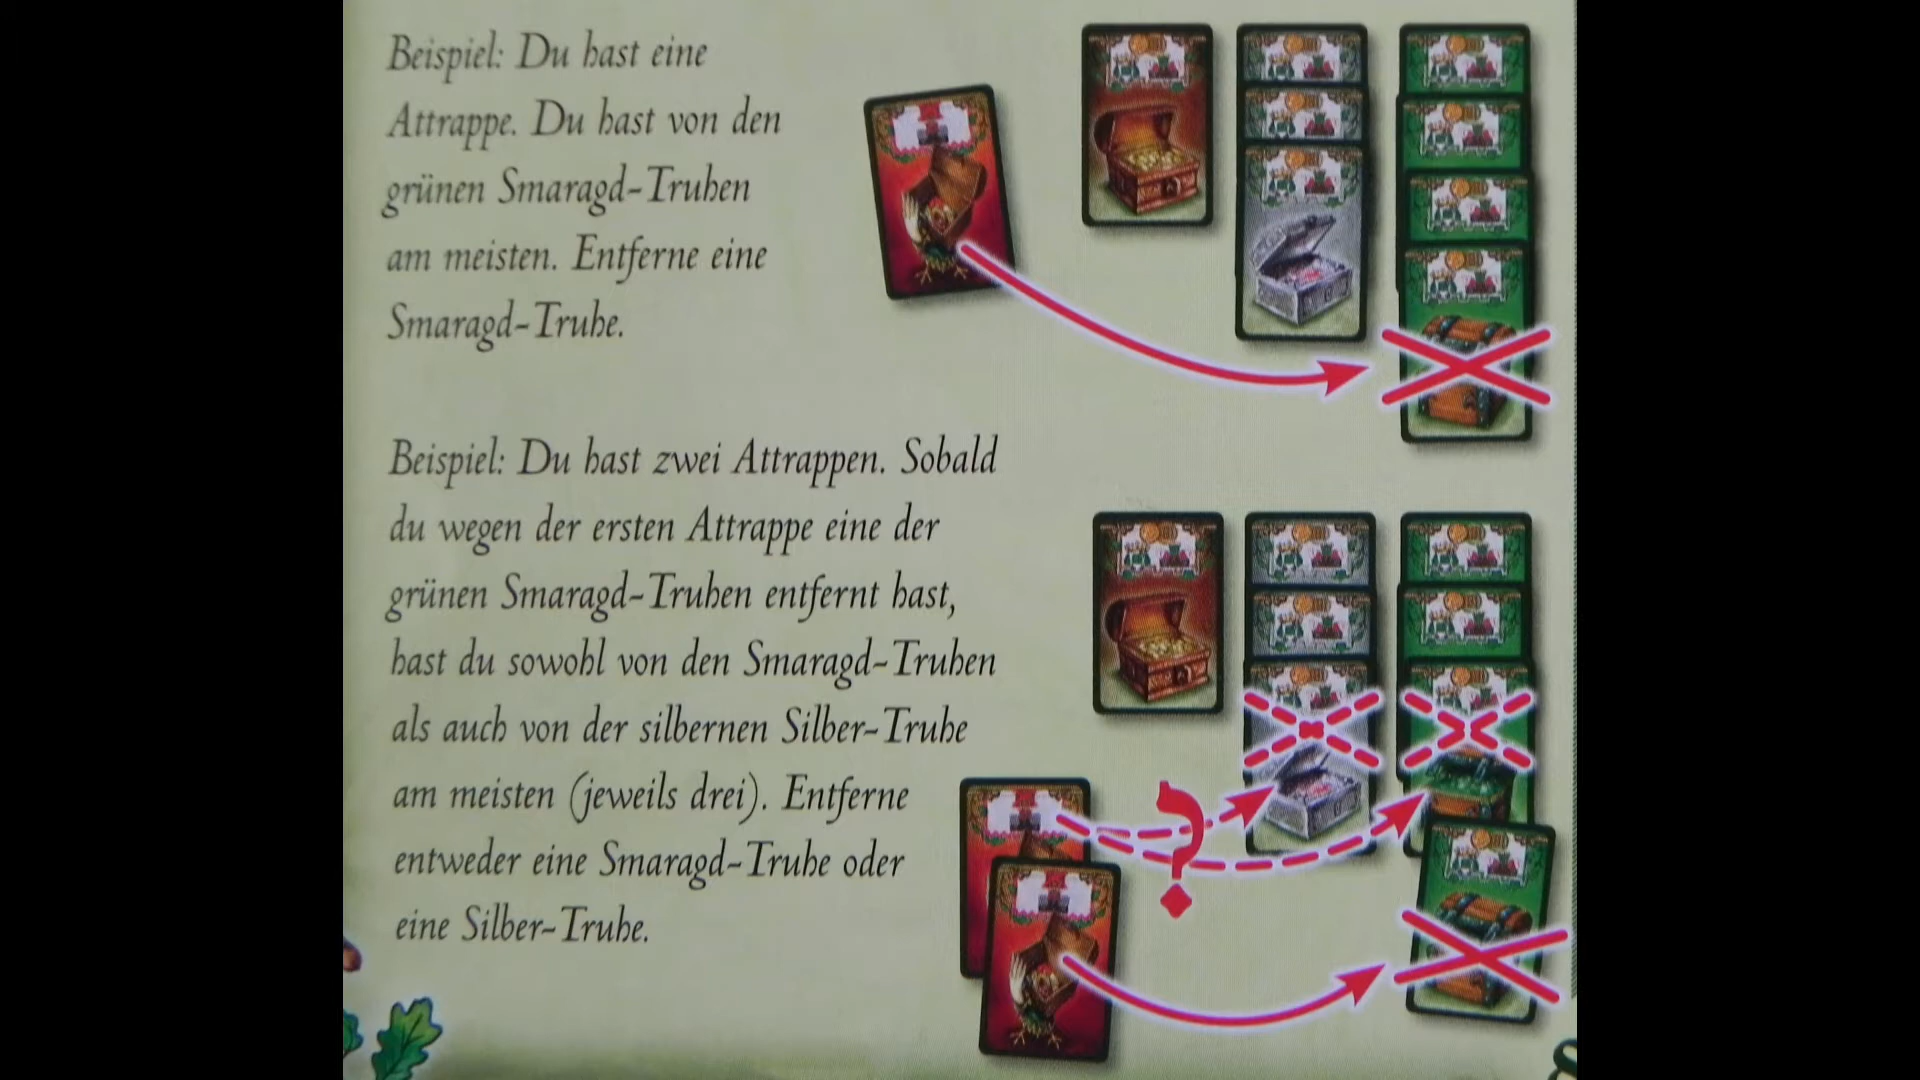 Beispiel: Du hast eine
Attrappe. Du hast von den
grünen Smaragd-Truhen
am meisten. Entferne eine
Smaragd-Truhe.
Beispiel: Du hast zwei Attrappen. Sobald
du wegen der ersten Attrappe eine der
grünen Smaragd-Truhen entfernt hast,
hast du sowohl von den Smaragd-Truhen
als auch von der silbernen Silber-Truhe
am meisten (jeweils drei). Entferne
entweder eine Smaragd-Truhe oder
eine Silber-Truhe.
?